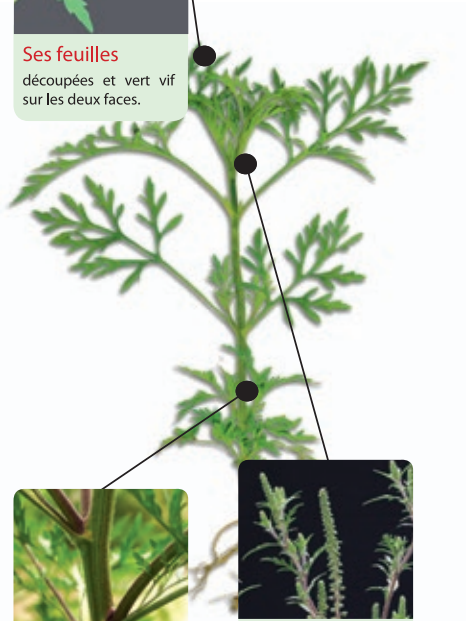 Ses feuilles
découpées et vert vif
sur les deux faces.